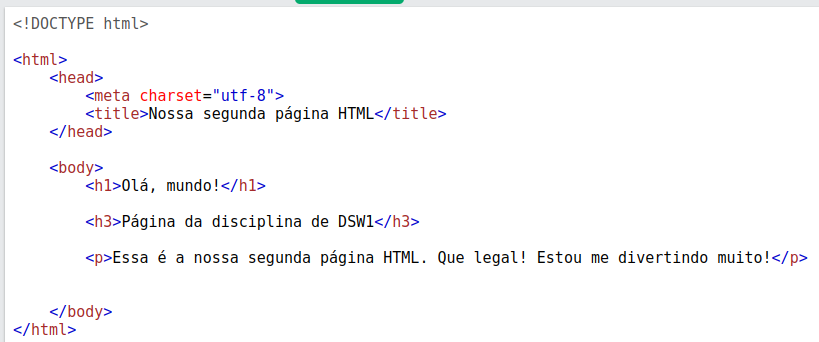 <!DOCTYPE html>
<html>
<head>
<meta charset="utf-8">
<title>Nossa segunda página HTML</title>
</head>
<body>
<h1>Olá, mundo!</h1>
<h3>Página da disciplina de DSW1</h3>
<p>Essa é a nossa segunda página HTML. Que legal! Estou me divertindo muito!</p>
</body>
</html>